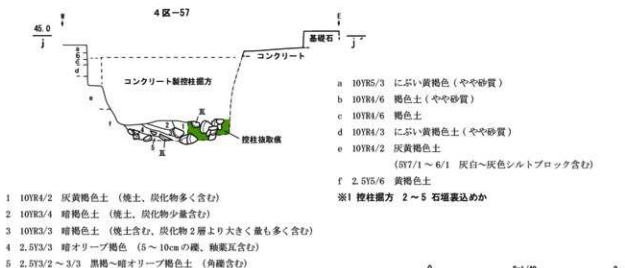 4区-57
W
E
45.0
j
j'
基礎石
コンクリート
コンクリート製控柱掘方
a
b
c
d
e
f
瓦
瓦
控柱抜取痕
a 10YR5/3 にぶい黄褐色(やや砂質)
b 10YR4/6 褐色土(やや砂質)
c 10YR4/6 褐色土
d 10YR4/3 にぶい黄褐色土(やや砂質)
e 10YR4/2 灰黄褐色土
(5Y7/1~6/1 灰白~灰色シルトブロック含む)
f 2.5Y5/6 黄褐色土
※1 控柱掘方 2~5 石垣裏込めか
1 10YR4/2 灰黄褐色土 (焼土、炭化物多く含む)
2 10YR3/4 暗褐色土 (焼土、炭化物少量含む)
3 10YR3/3 暗褐色土 (焼土含む、炭化物2層より大きく量も多く含む)
4 2.5Y3/3 暗オリーブ褐色 (5~10cmの礫、釉薬瓦含む)
5 2.5Y3/2~3/3 黒褐~暗オリーブ褐色土 (角礫含む)